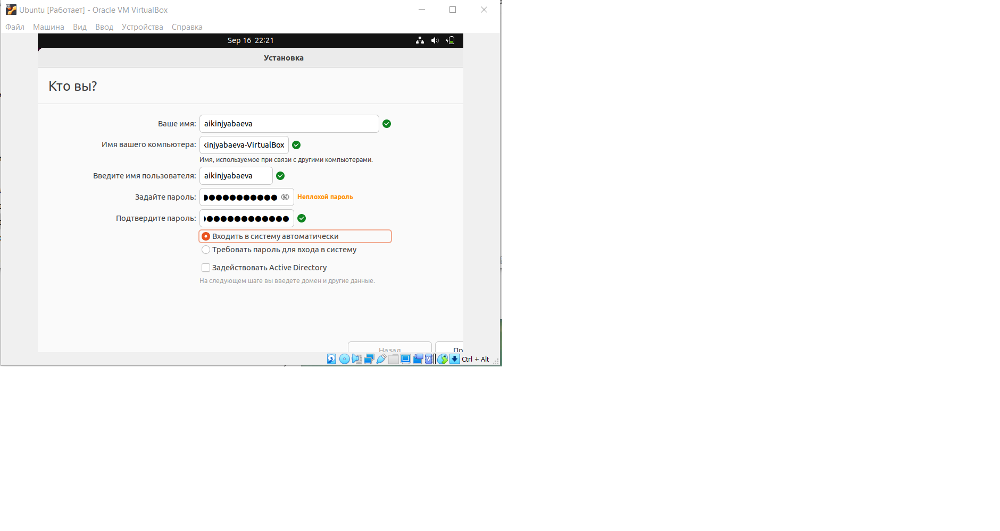 Ubuntu [Работает] - Oracle VM VirtualBox
Файл Машина Вид Ввод Устройства Справка
Sep 16 22:21
Установка
Кто вы?
Ваше имя: aikinjyabaeva
Имя вашего компьютера: kinjyabaeva-VirtualBox
Имя, используемое при связи с другими компьютерами.
Введите имя пользователя: aikinjyabaeva
Задайте пароль: Неплохой пароль
Подтвердите пароль:
Входить в систему автоматически
Требовать пароль для входа в систему
Задействовать Active Directory
На следующем шаге вы введете домен и другие данные.
Назад Пр
Ctrl + Alt